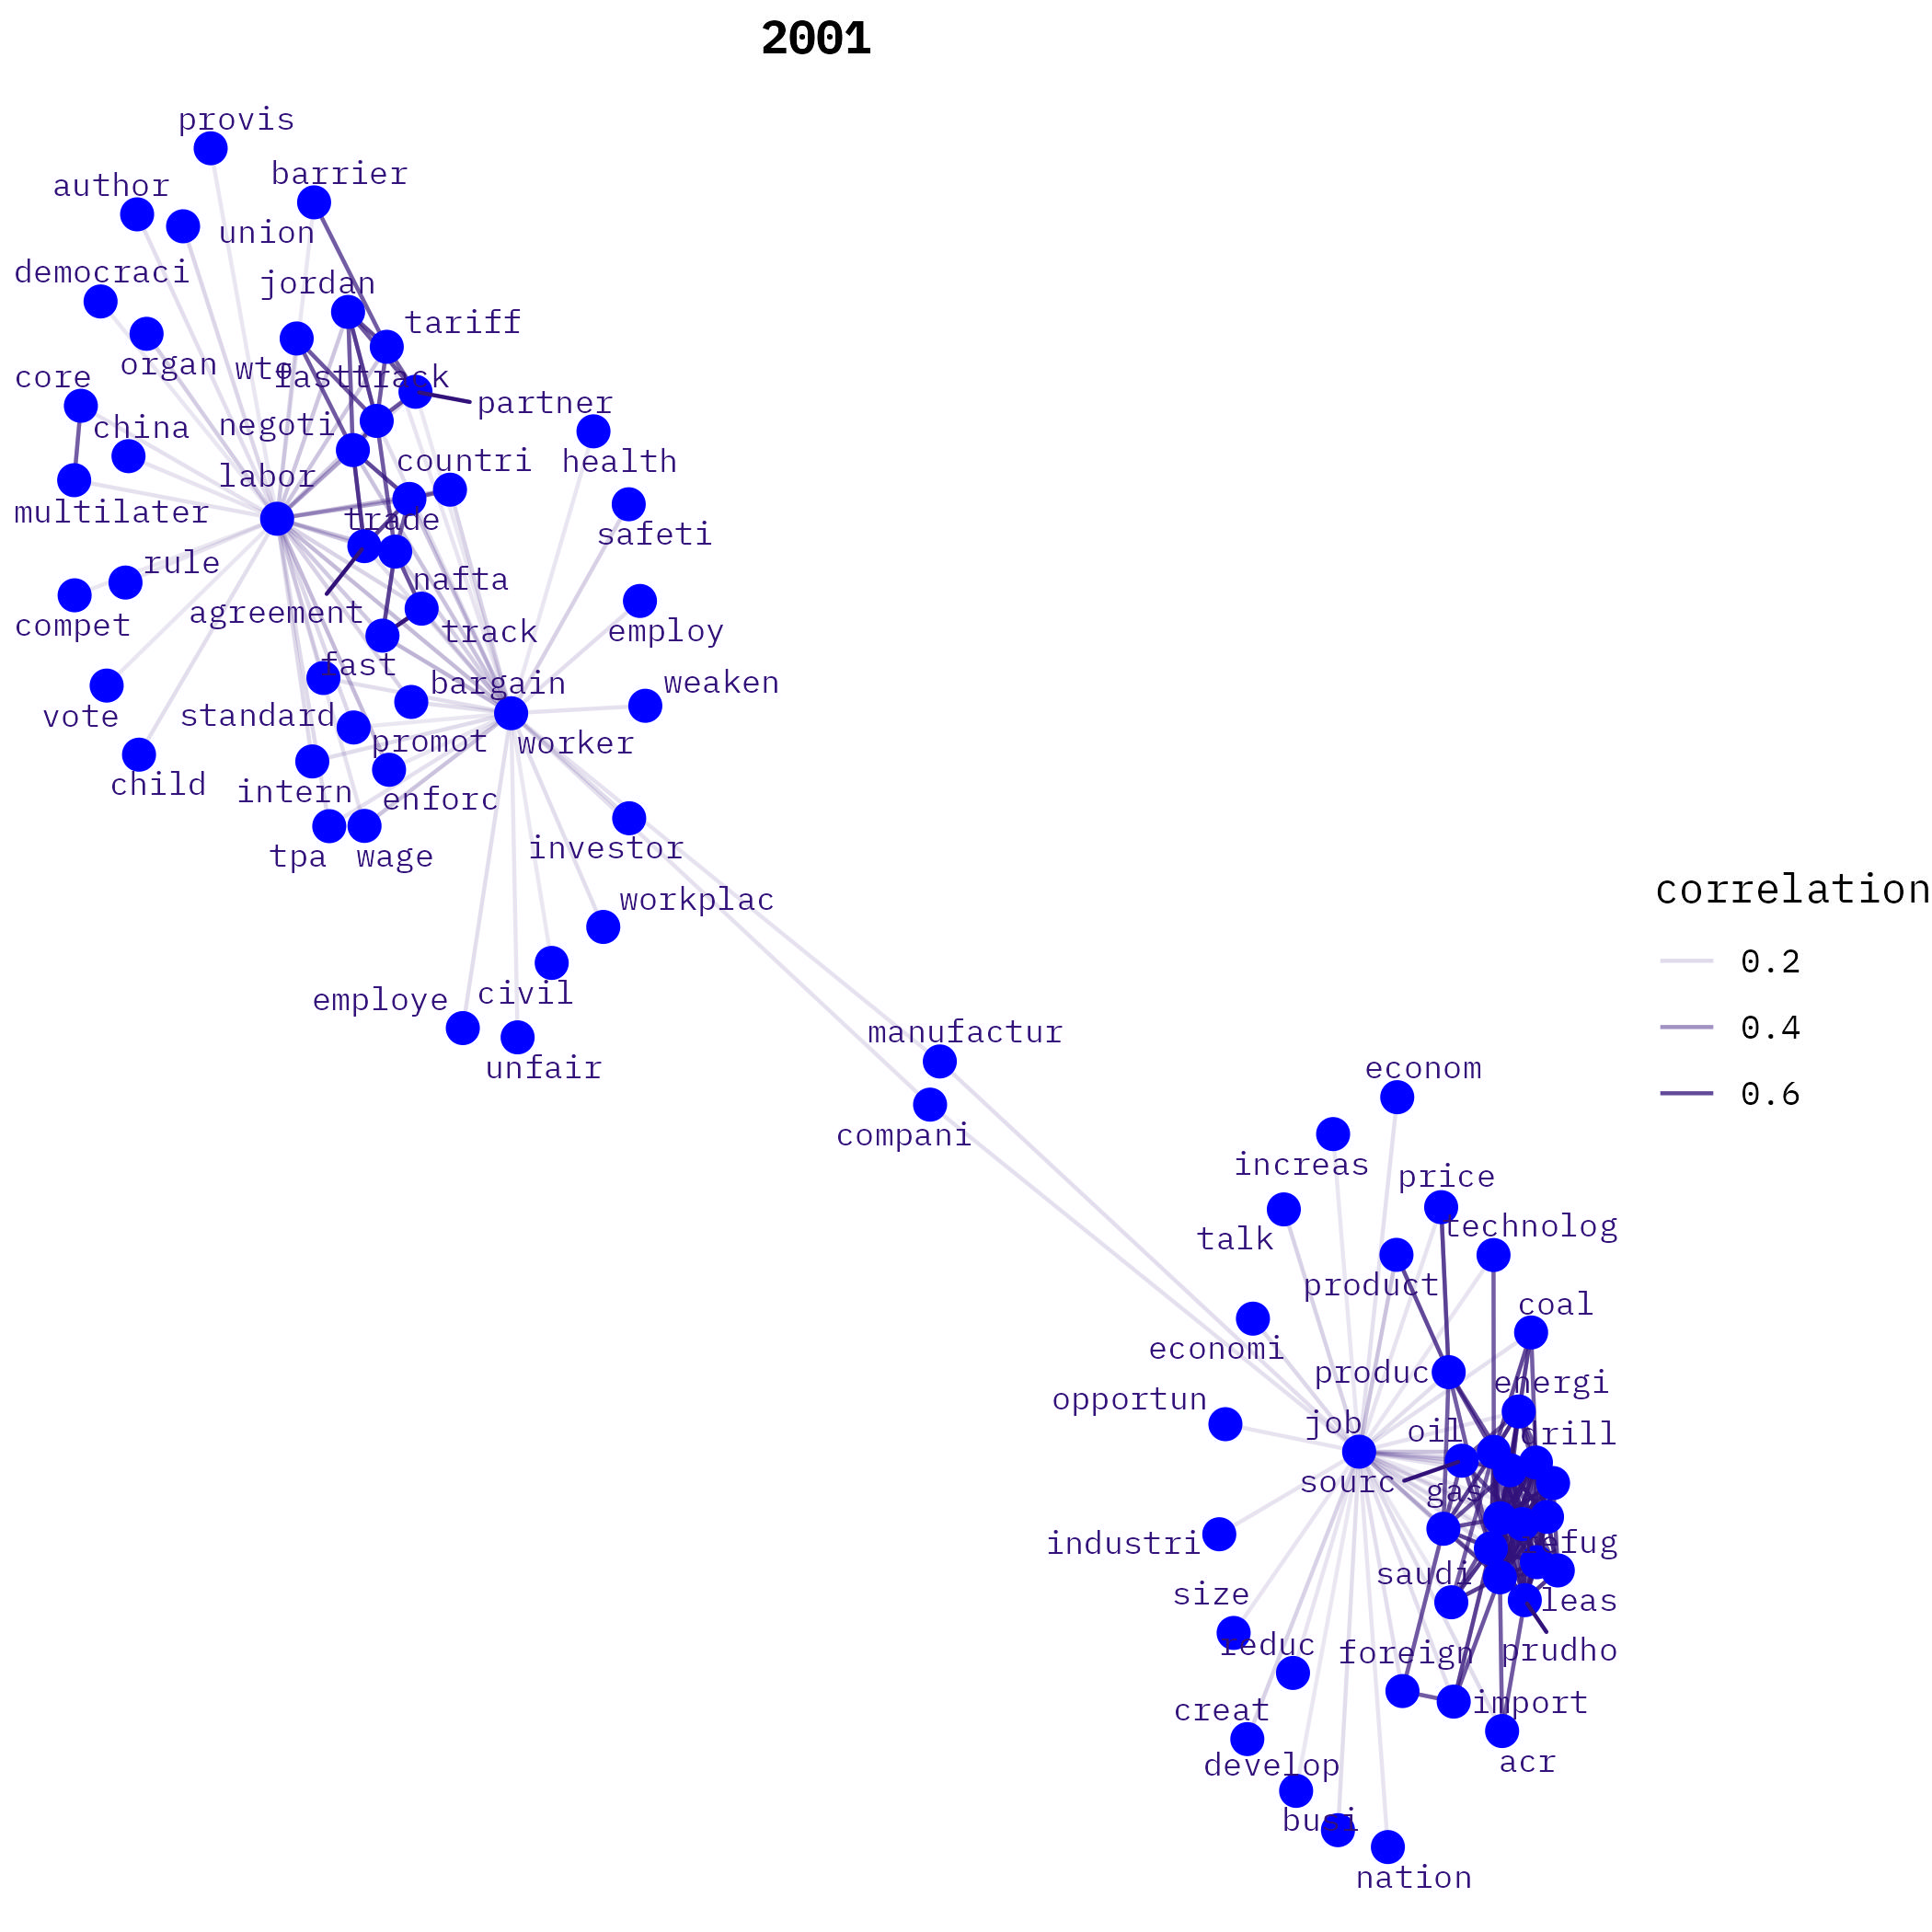 2001
provis
barrier
author
union
democraci
jordan
tariff
organ
wto
fasttrack
core
partner
china
negoti
countri
health
labor
multilater
trade
safeti
rule
nafta
agreement
compet
track
employ
fast
bargain
weaken
vote
standard
promot
worker
child
intern
enforc
tpa
wage
investor
workplac
employe
civil
unfair
manufactur
compani
correlation
0.2
0.4
0.6
econom
increas
price
talk
technolog
product
coal
economi
produc
energi
opportun
job
oil
drill
sourc
gas
industri
refug
saudi
size
leas
reduc
foreign
prudho
creat
import
develop
acr
busi
nation